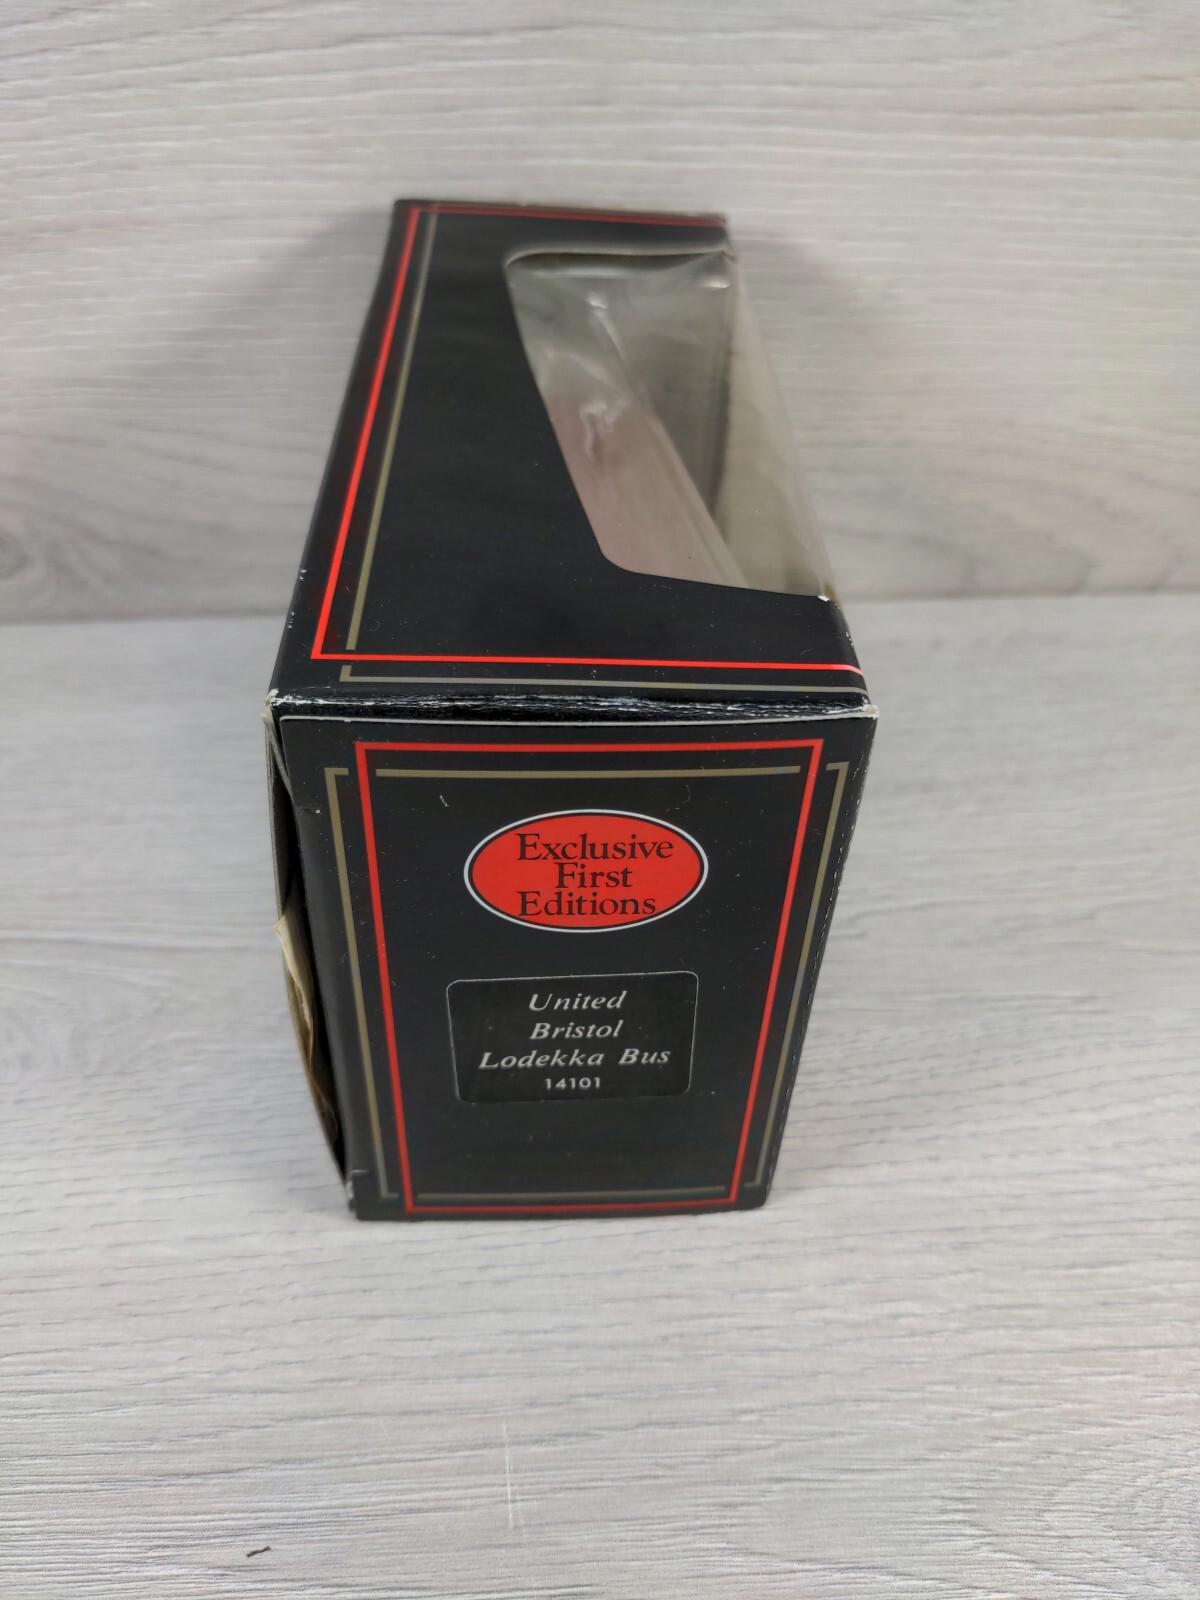 Exclusive
First
Editions
United
Bristol
Lodekka Bus
14101